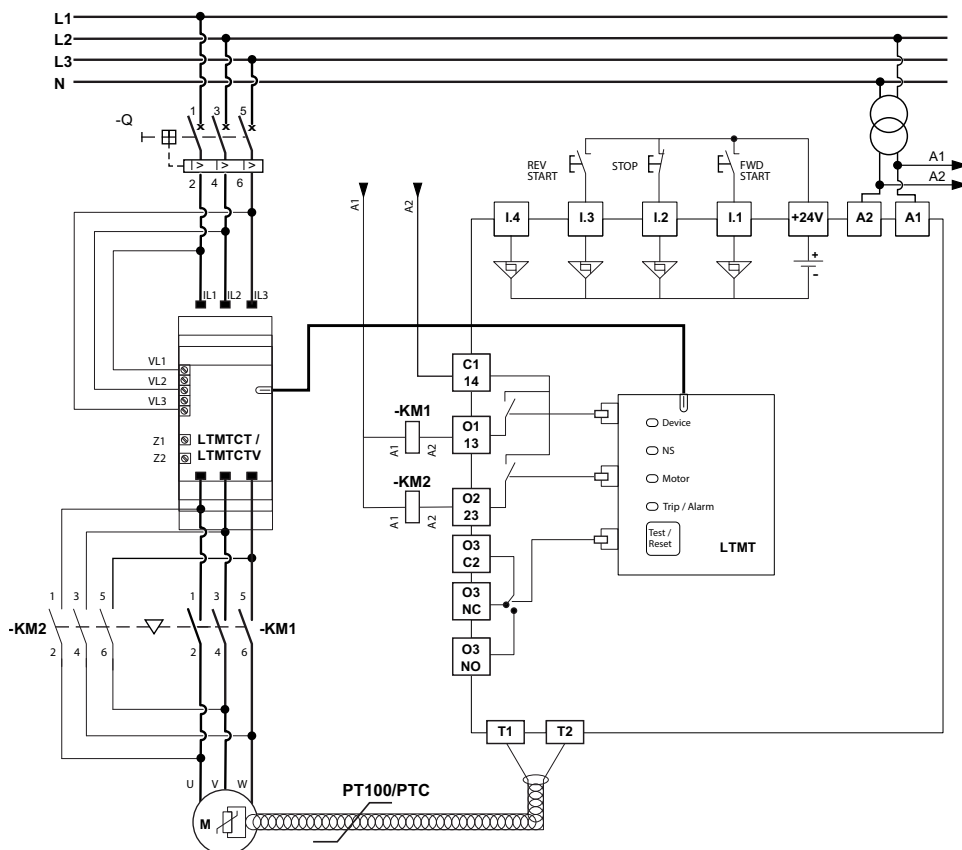 L1
L2
L3
N
-Q
1 3 5
I> I> I>
2 4 6
REV START
STOP
FWD START
A1
A2
A1
A2
I.4
I.3
I.2
I.1
+24V
A2
A1
+
-
IL1 IL2 IL3
VL1
VL2
VL3
Z1
Z2
LTMTCT /
LTMTCTV
C1
14
-KM1
A1
A2
O1
13
-KM2
A1
A2
O2
23
O3
C2
O3
NC
O3
NO
Device
NS
Motor
Trip / Alarm
Test /
Reset
LTMT
1 3 5
1 3 5
-KM2
-KM1
2 4 6
2 4 6
T1
T2
U V W
M
PT100/PTC